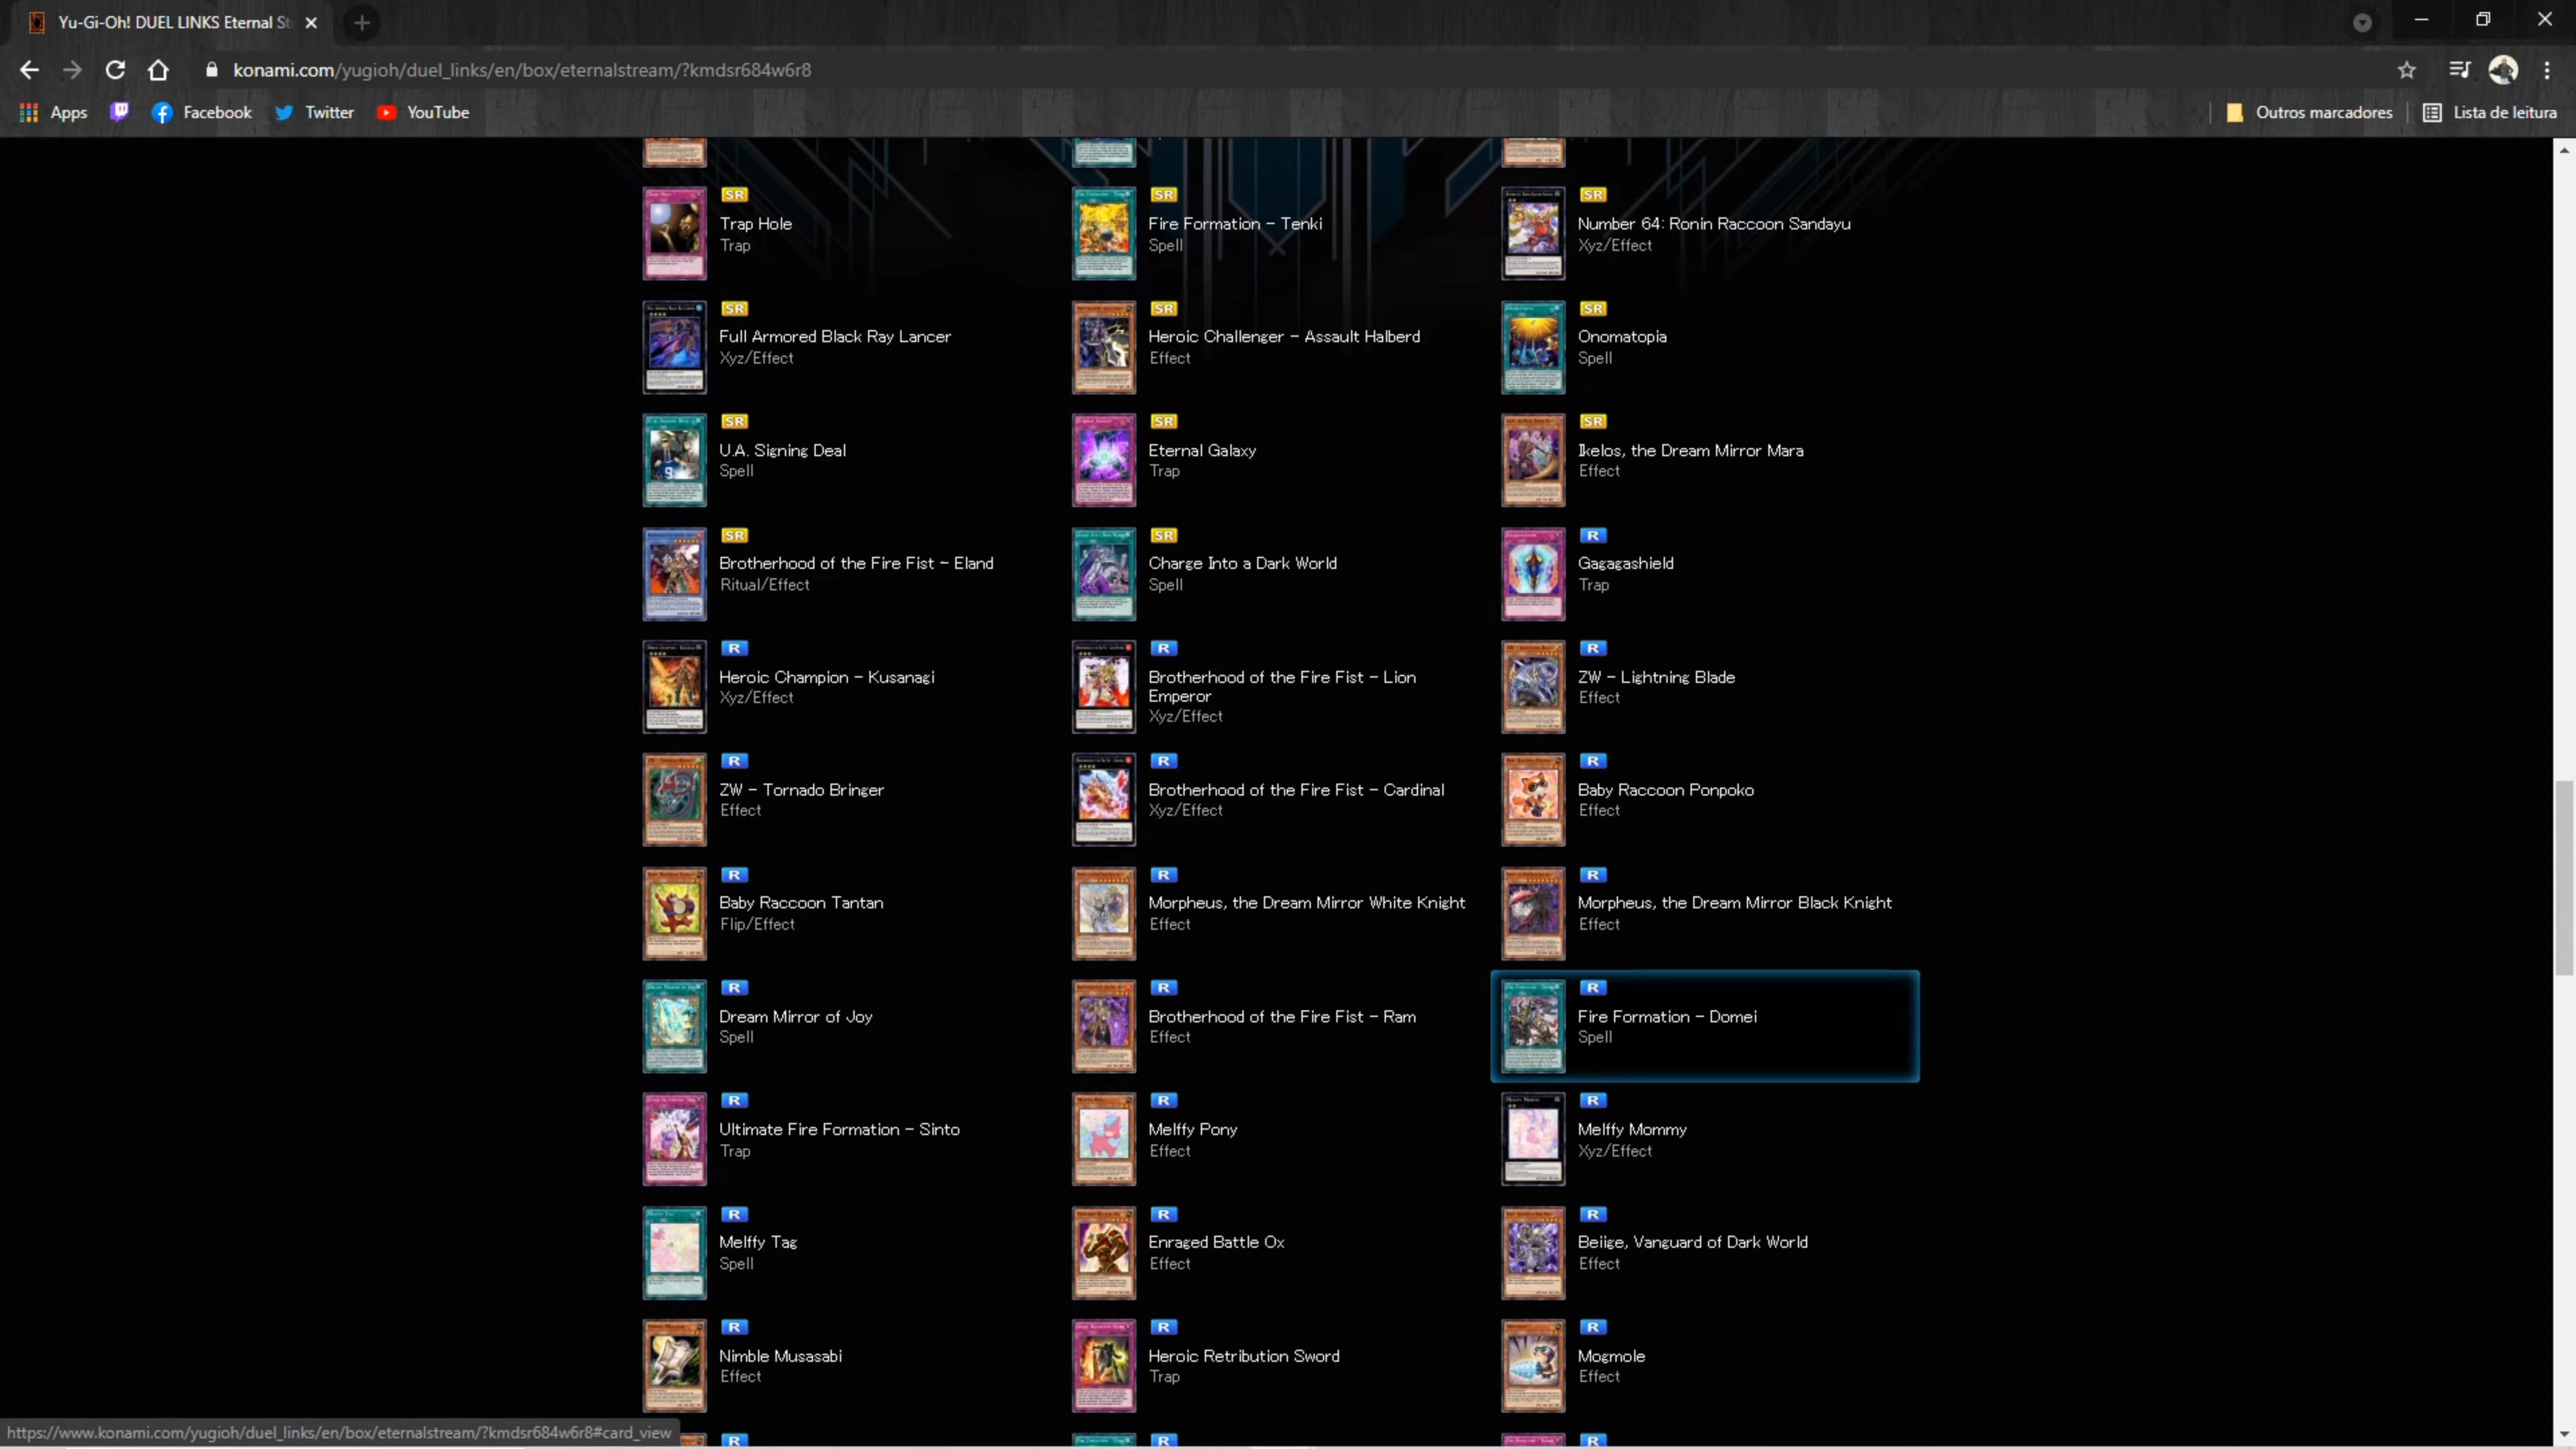 Yu-Gi-Oh! DUEL LINKS Eternal St
konami.com/yugioh/duel_links/en/box/eternalstream/?kmdsr684w6r8
Apps Facebook Twitter YouTube Outros marcadores Lista de leitura
SR SR SR
Trap Hole Fire Formation - Tenki Number 64: Ronin Raccoon Sandayu
Trap Spell Xyz/Effect
SR SR SR
Full Armored Black Ray Lancer Heroic Challenger - Assault Halberd Onomatopia
Xyz/Effect Effect Spell
SR SR SR
U.A. Signing Deal Eternal Galaxy Ikelos, the Dream Mirror Mara
Spell Trap Effect
SR SR R
Brotherhood of the Fire Fist - Eland Charge Into a Dark World Gagagashield
Ritual/Effect Spell Trap
R R R
Heroic Champion - Kusanagi Brotherhood of the Fire Fist - Lion ZW - Lightning Blade
Xyz/Effect Emperor Effect
Xyz/Effect
R R R
ZW - Tornado Bringer Brotherhood of the Fire Fist - Cardinal Baby Raccoon Ponpoko
Effect Xyz/Effect Effect
R R R
Baby Raccoon Tantan Morpheus, the Dream Mirror White Knight Morpheus, the Dream Mirror Black Knight
Flip/Effect Effect Effect
R R R
Dream Mirror of Joy Brotherhood of the Fire Fist - Ram Fire Formation - Domei
Spell Effect Spell
R R R
Ultimate Fire Formation - Sinto Melffy Pony Melffy Mommy
Trap Effect Xyz/Effect
R R R
Melffy Tag Enraged Battle Ox Beiige, Vanguard of Dark World
Spell Effect Effect
R R R
Nimble Musasabi Heroic Retribution Sword Mogmole
Effect Trap Effect
https://www.konami.com/yugioh/duel_links/en/box/eternalstream/?kmdsr684w6r8#card_view
R R R